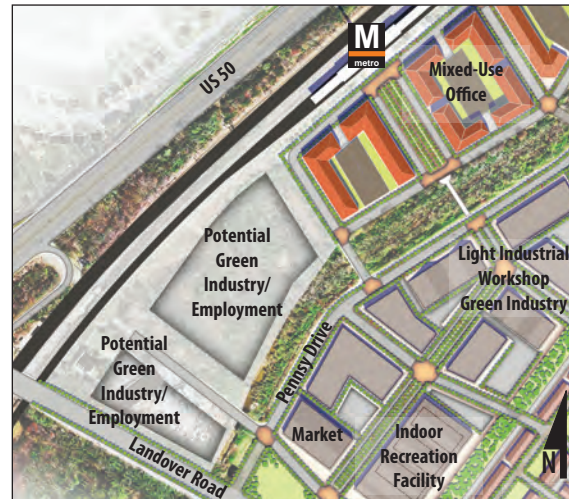 M
metro
US 50
Mixed-Use
Office
Potential
Green
Industry/
Employment
Light Industrial
Workshop
Green Industry
Potential
Green
Industry/
Employment
Pennsy Drive
Market
Indoor
Recreation
Facility
Landover Road
N